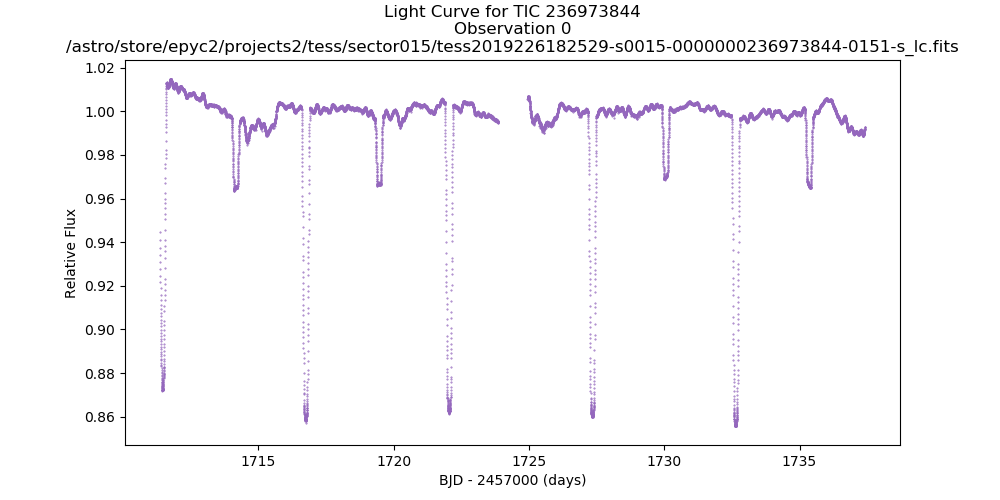 Light Curve for TIC 236973844
Observation 0
/astro/store/epyc2/projects2/tess/sector015/tess2019226182529-s0015-0000000236973844-0151-s_lc.fits
1.02
1.00
0.98
0.96
0.94
0.92
0.90
0.88
0.86
Relative Flux
1715
1720
1725
1730
1735
BJD - 2457000 (days)